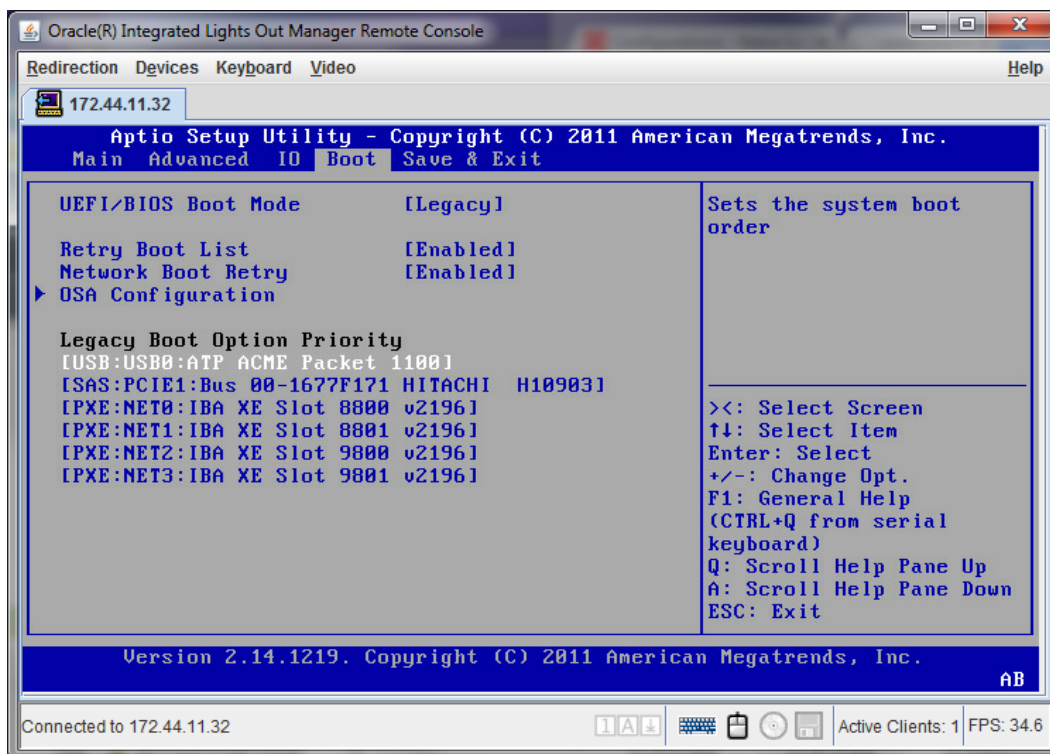 Oracle(R) Integrated Lights Out Manager Remote Console
Redirection Devices Keyboard Video Help
172.44.11.32
Aptio Setup Utility – Copyright (C) 2011 American Megatrends, Inc.
Main Advanced IO Boot Save & Exit
UEFI/BIOS Boot Mode [Legacy]
Retry Boot List [Enabled]
Network Boot Retry [Enabled]
OSA Configuration
Legacy Boot Option Priority
[USB:USB0:ATP ACME Packet 1100]
[SAS:PCIE1:Bus 00-1677F171 HITACHI H10903]
[PXE:NET0:IBA XE Slot 8800 v2196]
[PXE:NET1:IBA XE Slot 8801 v2196]
[PXE:NET2:IBA XE Slot 9800 v2196]
[PXE:NET3:IBA XE Slot 9801 v2196]
Sets the system boot
order
><: Select Screen
↑↓: Select Item
Enter: Select
+/-: Change Opt.
F1: General Help
(CTRL+Q from serial
keyboard)
Q: Scroll Help Pane Up
A: Scroll Help Pane Down
ESC: Exit
Version 2.14.1219. Copyright (C) 2011 American Megatrends, Inc.
AB
Connected to 172.44.11.32 1 A Active Clients: 1 FPS: 34.6